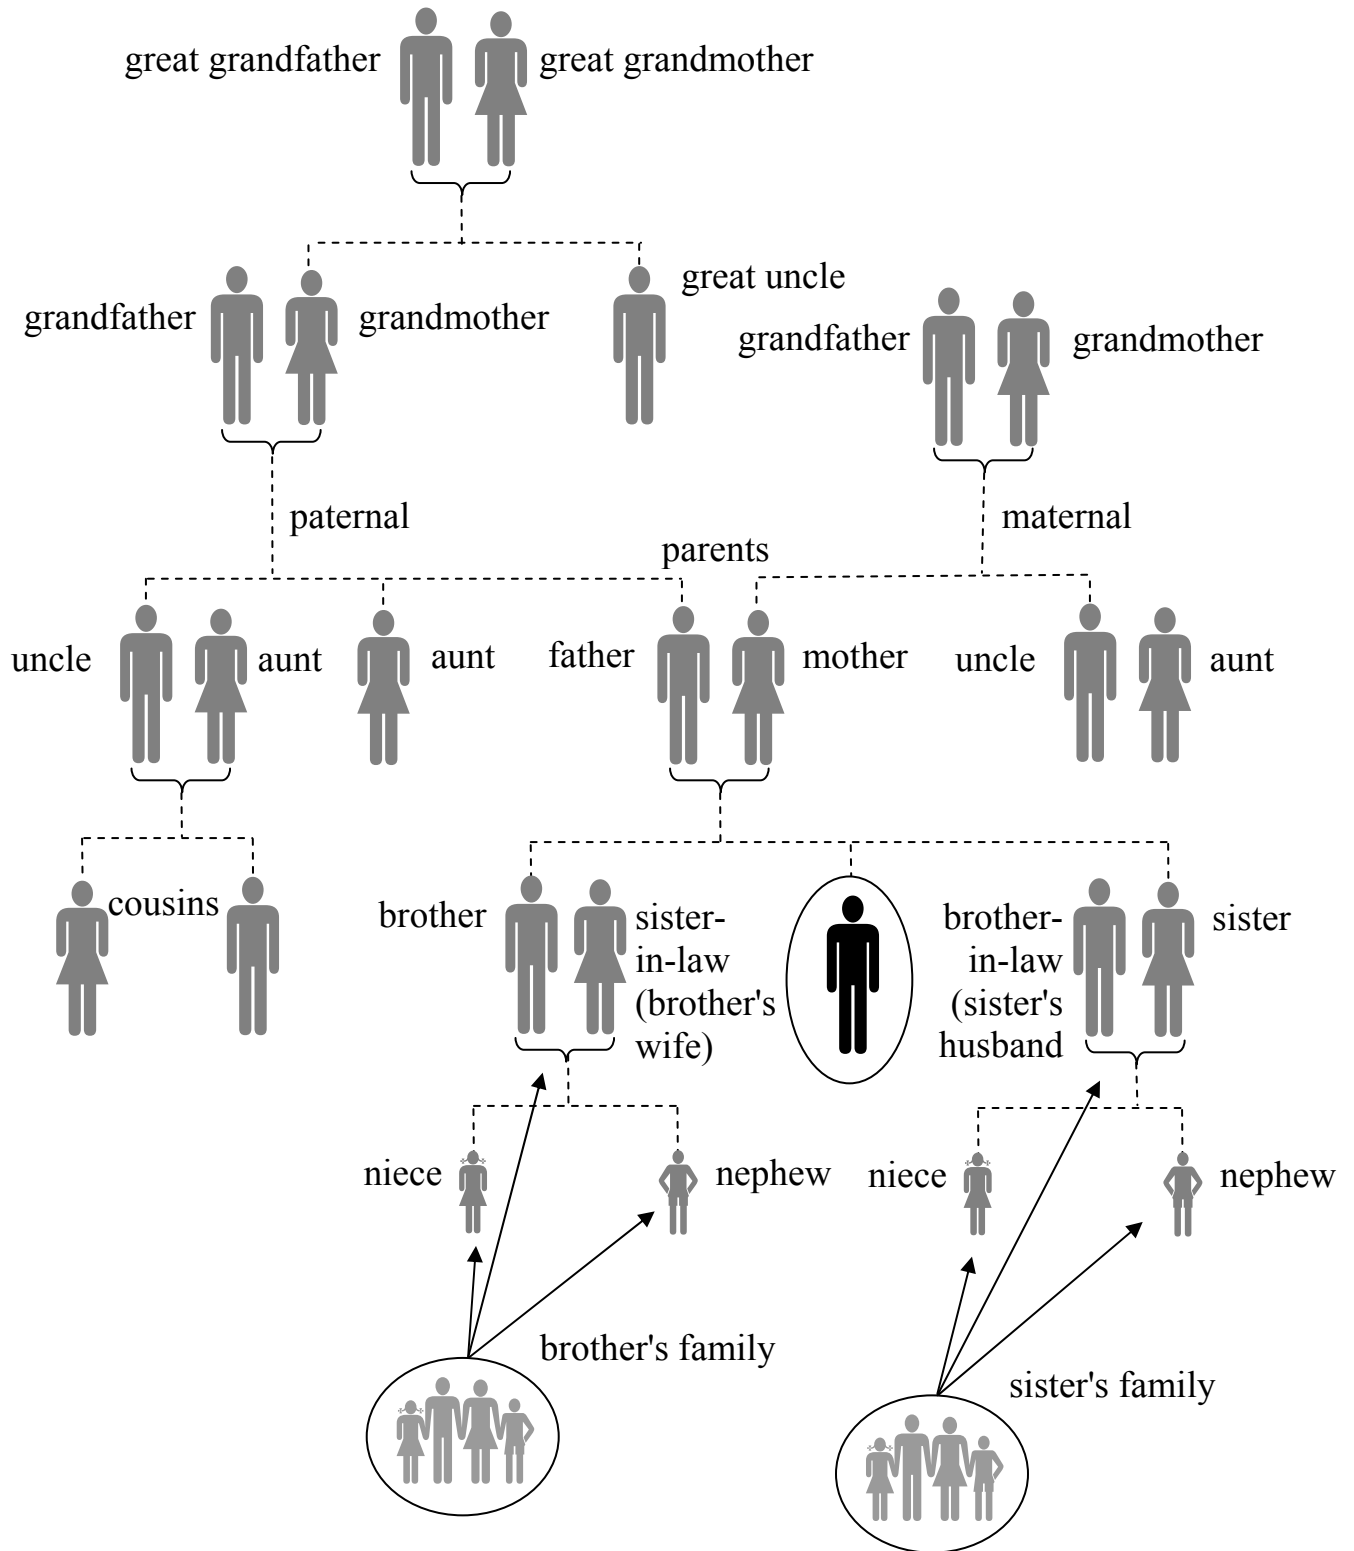 great grandfather
great grandmother
great uncle
grandfather
grandmother
grandfather
grandmother
paternal
maternal
parents
uncle
aunt
aunt
father
mother
uncle
aunt
cousins
brother
sister-
in-law
(brother's
wife)
brother-
in-law
(sister's
husband
sister
niece
nephew
niece
nephew
brother's family
sister's family